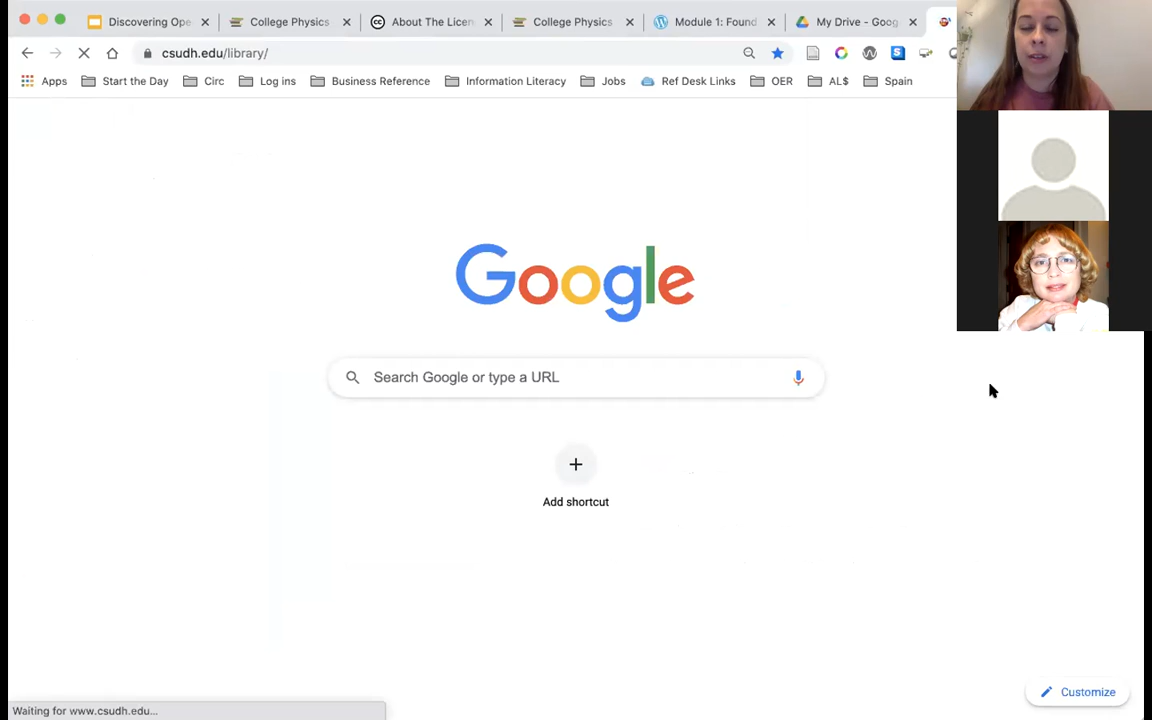 Discovering Ope
College Physics
About The Licen
College Physics
Module 1: Found
My Drive - Goog
csudh.edu/library/
Apps
Start the Day
Circ
Log ins
Business Reference
Information Literacy
Jobs
Ref Desk Links
OER
AL$
Spain
Google
Search Google or type a URL
Add shortcut
Customize
Waiting for www.csudh.edu...